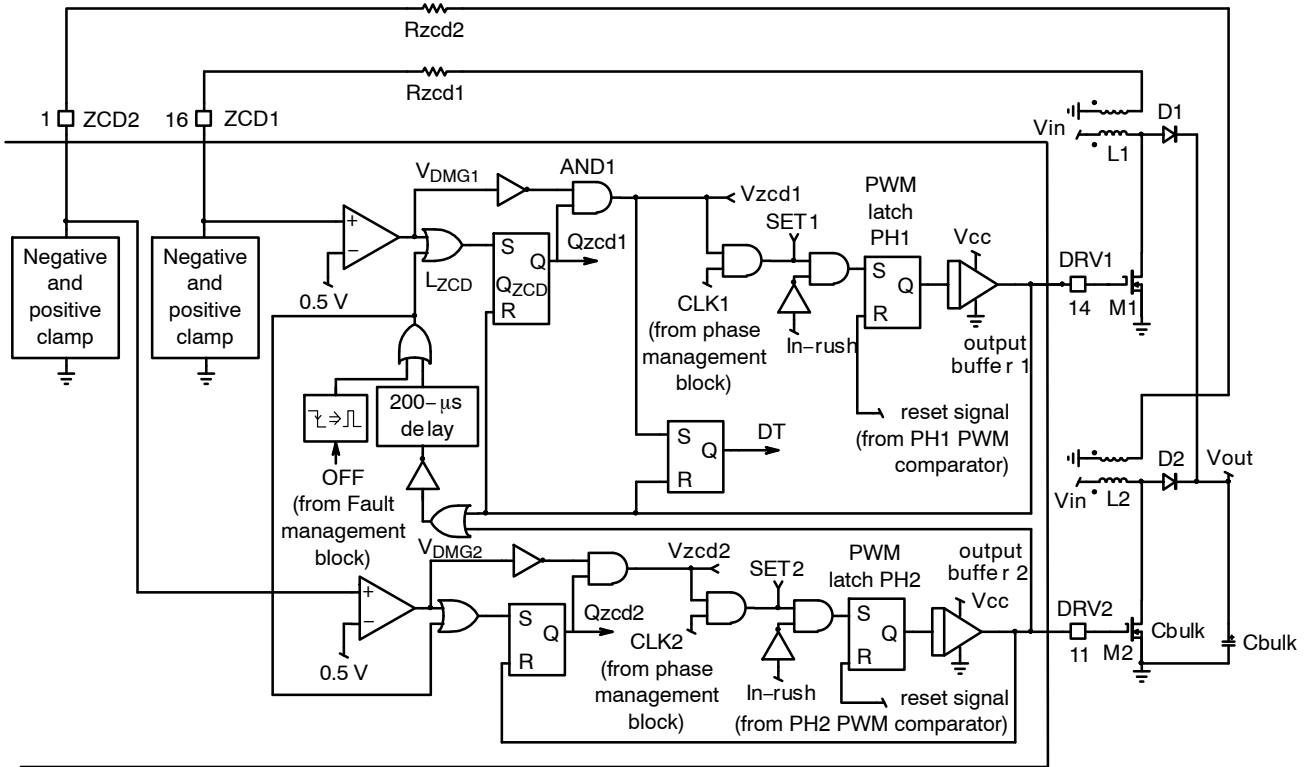 Rzcd2
Rzcd1
1 ZCD2
16 ZCD1
D1
Vin
L1
VDMG1
AND1
Vzcd1
PWM
latch
PH1
SET1
Vcc
DRV1
14
M1
Negative
and
positive
clamp
Negative
and
positive
clamp
+
−
0.5 V
LZCD
S
Q
QZCD
R
Qzcd1
CLK1
(from phase
management
block)
In−rush
S
Q
R
output
buffe r 1
200− μs
de lay
OFF
(from Fault
management
block)
S
Q
R
DT
reset signal
(from PH1 PWM
comparator)
D2
Vout
Vin
L2
VDMG2
Vzcd2
SET2
PWM
latch PH2
output
buffe r 2
Vcc
DRV2
11
M2
Cbulk
Cbulk
+
−
0.5 V
S
Q
R
Qzcd2
CLK2
(from phase
management
block)
In−rush
S
Q
R
reset signal
(from PH2 PWM comparator)